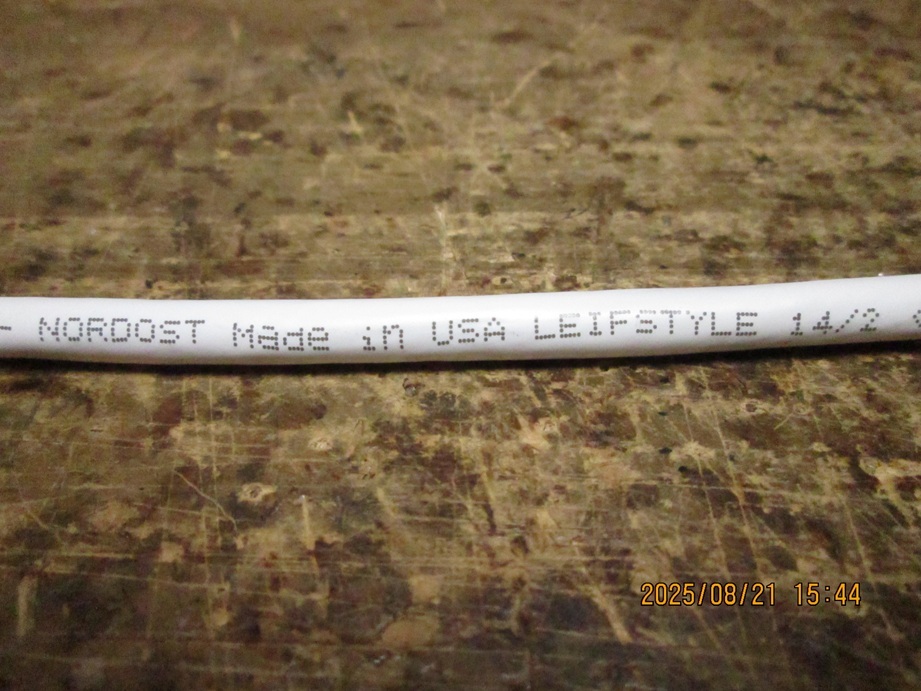 - NORDOST Made in USA LEIFSTYLE 14/2
2025/08/21 15:44